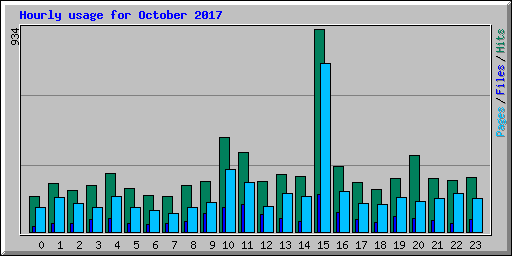 Hourly usage for October 2017
934
Pages / Files / Hits
0 1 2 3 4 5 6 7 8 9 10 11 12 13 14 15 16 17 18 19 20 21 22 23